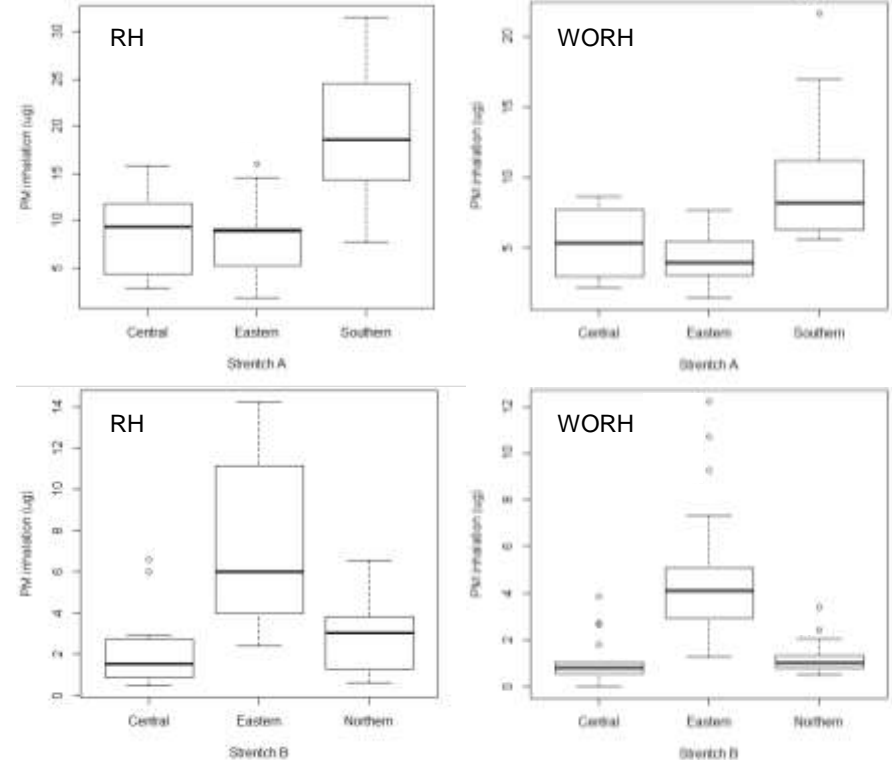 RH
PM inhalation (ug)
5 10 15 20 25 30
Central Eastern Southern
Strentch A
WORH
PM inhalation (ug)
5 10 15 20
Central Eastern Southern
Strentch A
RH
PM inhalation (ug)
0 2 4 6 8 10 12 14
Central Eastern Northern
Strentch B
WORH
PM inhalation (ug)
0 2 4 6 8 10 12
Central Eastern Northern
Strentch B